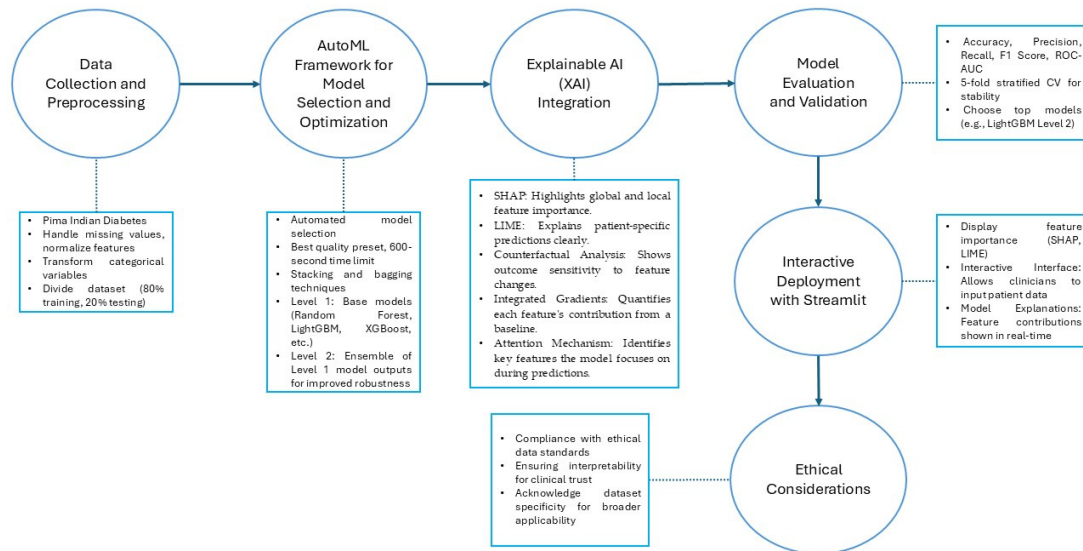 Data
Collection and
Preprocessing
• Pima Indian Diabetes
• Handle missing values,
normalize features
• Transform categorical
variables
• Divide dataset (80%
training, 20% testing)
AutoML
Framework for
Model
Selection and
Optimization
• Automated model
selection
• Best quality preset, 600-
second time limit
• Stacking and bagging
techniques
• Level 1: Base models
(Random Forest,
LightGBM, XGBoost,
etc.)
• Level 2: Ensemble of
Level 1 model outputs
for improved robustness
Explainable AI
(XAI)
Integration
• SHAP: Highlights global and local
feature importance.
• LIME: Explains patient-specific
predictions clearly.
• Counterfactual Analysis: Shows
outcome sensitivity to feature
changes.
• Integrated Gradients: Quantifies
each feature's contribution from a
baseline.
• Attention Mechanism: Identifies
key features the model focuses on
during predictions.
Model
Evaluation
and Validation
• Accuracy, Precision,
Recall, F1 Score, ROC-
AUC
• 5-fold stratified CV for
stability
• Choose top models
(e.g., LightGBM Level 2)
Interactive
Deployment
with Streamlit
• Display feature
importance (SHAP,
LIME)
• Interactive Interface:
Allows clinicians to
input patient data
• Model Explanations:
Feature contributions
shown in real-time
Ethical
Considerations
• Compliance with ethical
data standards
• Ensuring interpretability
for clinical trust
• Acknowledge dataset
specificity for broader
applicability